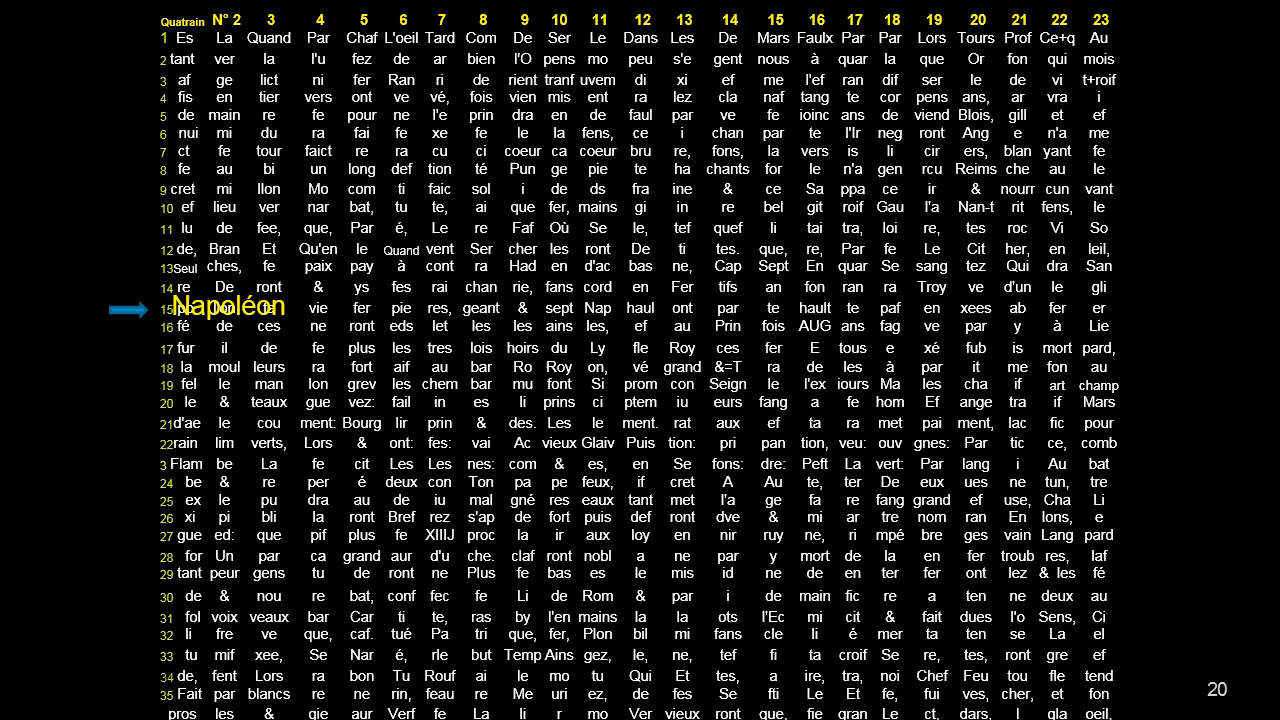 Quatrain N° 2 3 4 5 6 7 8 9 10 11 12 13 14 15 16 17 18 19 20 21 22 23
1 Es La Quand Par Chaf L'oeil Tard Com De Ser Le Dans Les De Mars Faulx Par Par Lors Tours Prof Ce+q Au
2 tant ver la l'u fez de ar bien l'O pens mo peu s'e gent nous à quar la que Or fon qui mois
3 af ge lict ni fer Ran ri de rient tranf uvem di xi ef me l'ef ran dif ser le de vi t+roif
4 fis en tier vers ont ve vé, fois vien mis ent ra lez cla naf tang te cor pens ans, ar vra i
5 de main re fe pour ne l'e prin dra en de faul par ve fe ioinc ans de viend Blois, gill et ef
6 nui mi du ra fai fe xe fe le la fens, ce i chan par te l'Ir neg ront Ang e n'a me
7 ct fe tour faict re ra cu ci coeur ca coeur bru re, fons, la vers is li cir ers, blan yant fe
8 fe au bi un long def tion té Pun ge pie te ha chants for le n'a gen rcu Reims che au le
9 cret mi llon Mo com ti faic sol i de ds fra ine & ce Sa ppa ce ir & nourr cun vant
10 ef lieu ver nar bat, tu te, ai que fer, mains gi in re bel git roif Gau l'a Nan-t rit fens, le
11 lu de fee, que, Par é, Le re Faf Où Se le, tef quef li tai tra, loi re, tes roc Vi So
12 de, Bran Et Qu'en le Quand vent Ser cher les ront De ti tes. que, re, Par fe Le Cit her, en leil,
13 Seul ches, fe paix pay à cont ra Had en d'ac bas ne, Cap Sept En quar Se sang tez Qui dra San
14 re De ront & ys fes rai chan rie, fans cord en Fer tifs an fon ran ra Troy ve d'un le gli
Napoléon
15 vie fer pie res, geant & sept Nap haul ont par te hault te paf en xees ab fer er
16 fé de ces ne ront eds let les les ains les, ef au Prin fois AUG ans fag ve par y à Lie
17 fur il de fe plus les tres lois hoirs du Ly fle Roy ces fer E tous e xé fub is mort pard,
18 la moul leurs ra fort aif au bar Ro Roy on, vé grand &=T ra de les à par it me fon au
19 fel le man lon grev les chem bar mu font Si prom con Seign le l'ex iours Ma les cha if art champ
20 le & teaux gue vez: fail in es li prins ci ptem iu eurs fang a fe hom Ef ange tra if Mars
21 d'ae le cou ment: Bourg lir prin & des. Les le ment. rat aux ef ta ra met pai ment, lac fic pour
22 rain lim verts, Lors & ont: fes: vai Ac vieux Glaiv Puis tion: pri pan tion, veu: ouv gnes: Par tic ce, comb
3 Flam be La fe cit Les Les nes: com & es, en Se fons: dre: Peft La vert: Par lang i Au bat
24 be & re per é deux con Ton pa pe feux, if cret A Au te, ter De eux ues ne tun, tre
25 ex le pu dra au de iu mal gné res eaux tant met l'a ge fa re fang grand ef use, Cha Li
26 xi pi bli la ront Bref rez s'ap de fort puis def ront dve & mi ar tre nom ran En lons, e
27 gue ed: que pif plus fe XIIIJ proc la ir aux loy en nir ruy ne, ri mpé bre ges vain Lang pard
28 for Un par ca grand aur d'u che. claf ront nobl a ne par y mort de la en fer troub res, laf
29 tant peur gens tu de ront ne Plus fe bas es le mis id ne de en ter fer ont lez & les fé
30 de & nou re bat, conf fec fe Li de Rom & par i de main fic re a ten ne deux au
31 fol voix veaux bar Car ti te, ras by l'en mains la la ots l'Ec mi cit & fait dues l'o Sens, Ci
32 li fre ve que, caf. tué Pa tri que, fer, Plon bil mi fans cle li é mer ta ten se La el
33 tu mif xee, Se Nar é, rle but Temp Ains gez, le, ne, tef fi ta croif Se re, tes, ront gre ef
34 de, fent Lors ra bon Tu Rouf ai le mo tu Qui Et tes, a ire, tra, noi Chef Feu tou fle tend
35 Fait par blancs re ne rin, feau re Me uri ez, de fes Se fti Le Et fe, fui ves, cher, et fon
pros les & gie aur Verf fe La li r mo Ver vieux ront que, fie gran Le ct, dars, l gla oeil,
20